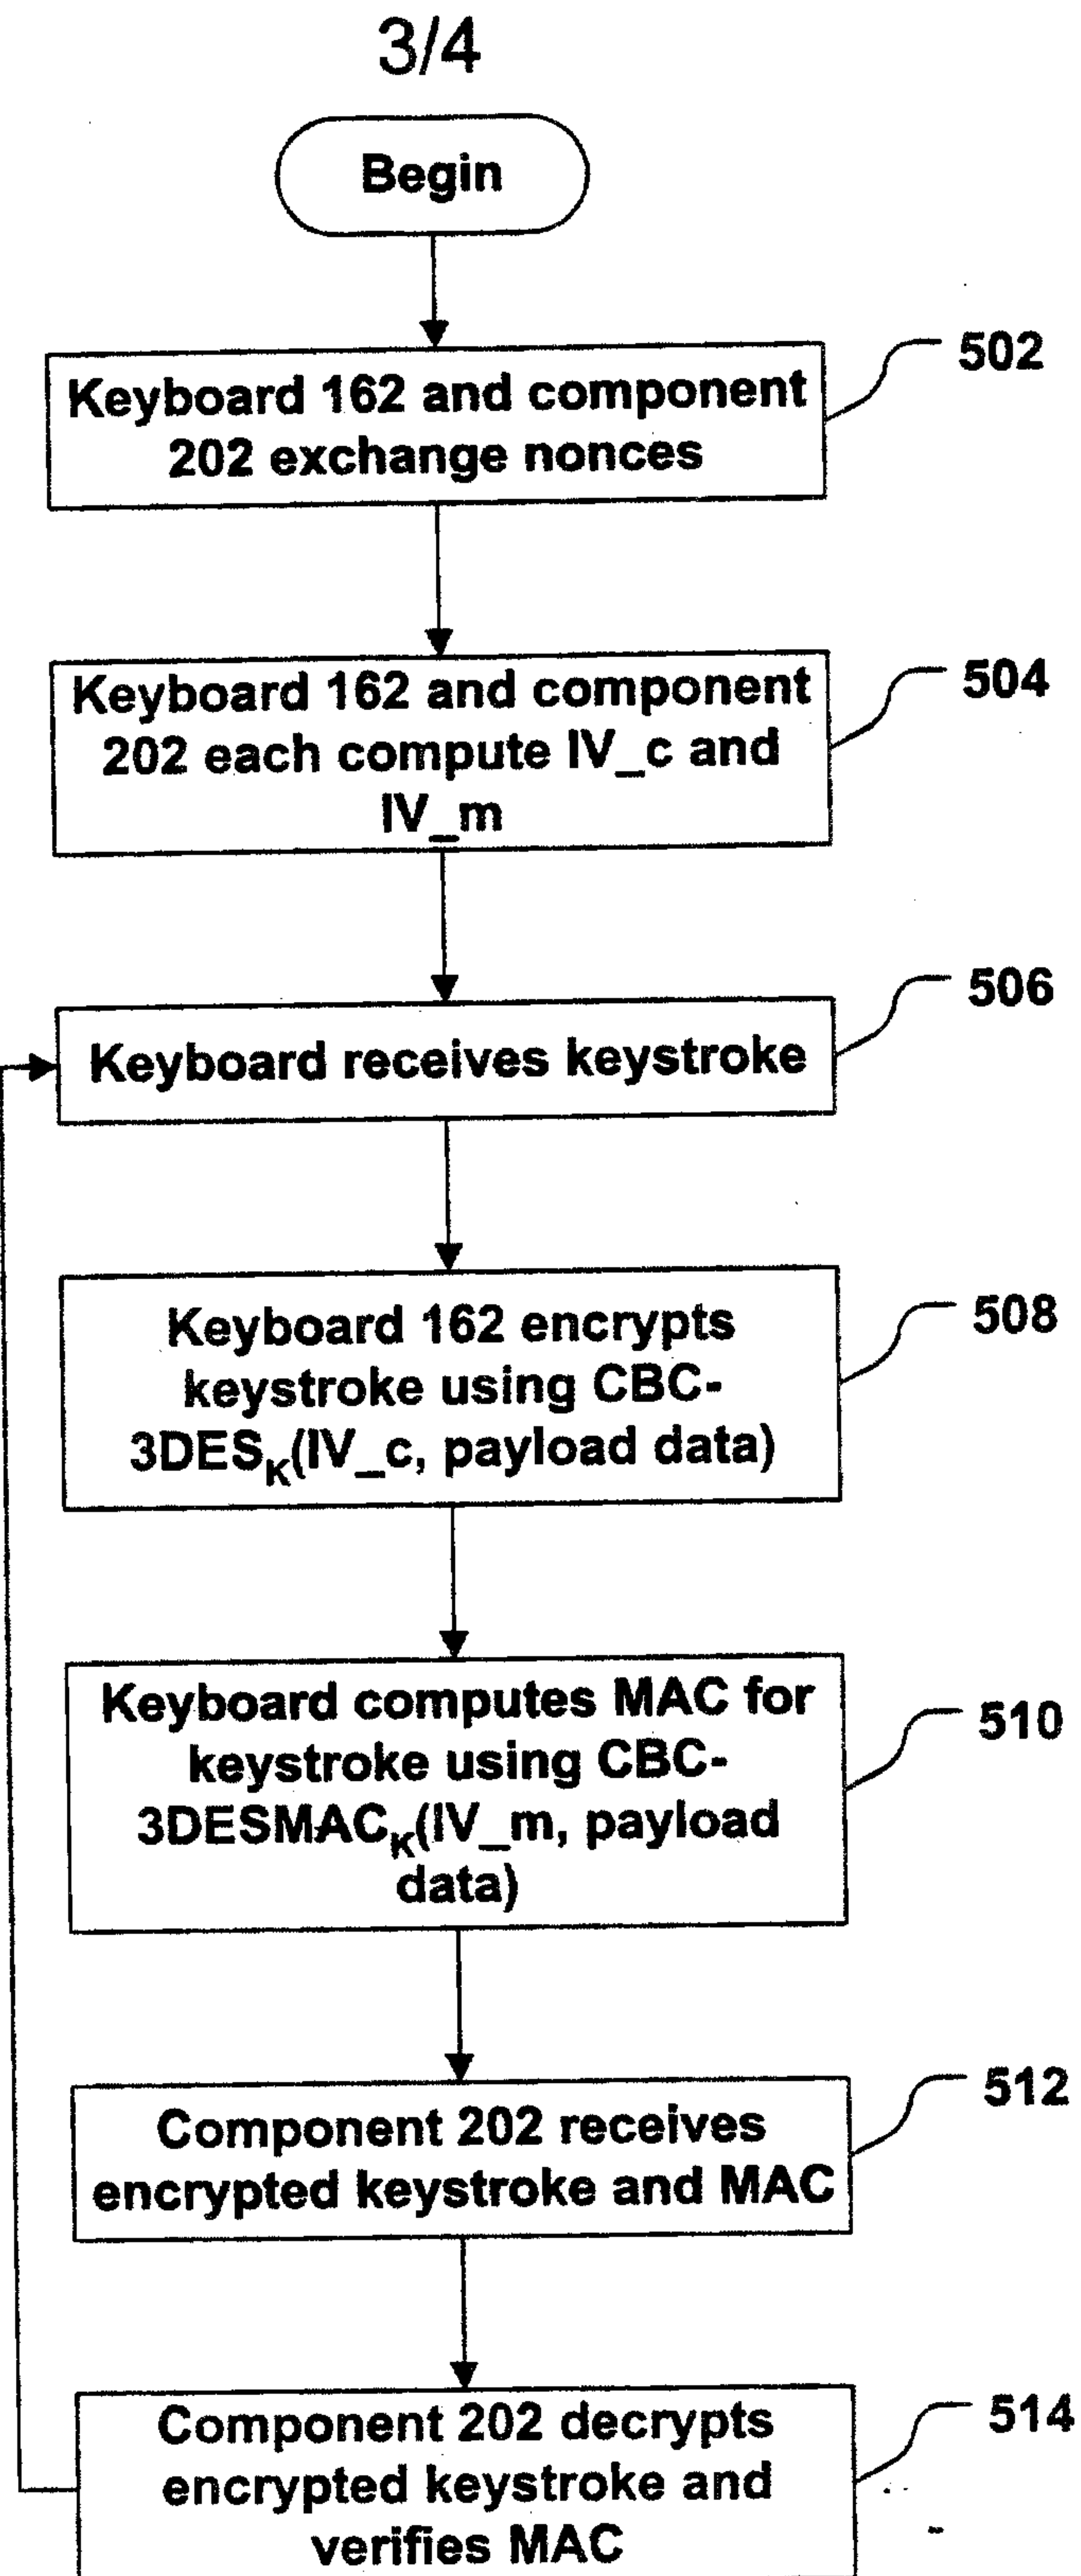 3/4
Begin
502
Keyboard 162 and component
202 exchange nonces
504
Keyboard 162 and component
202 each compute IV_c and
IV_m
506
Keyboard receives keystroke
508
Keyboard 162 encrypts
keystroke using CBC-
3DESK(IV_c, payload data)
510
Keyboard computes MAC for
keystroke using CBC-
3DESMACK(IV_m, payload
data)
512
Component 202 receives
encrypted keystroke and MAC
514
Component 202 decrypts
encrypted keystroke and
verifies MAC